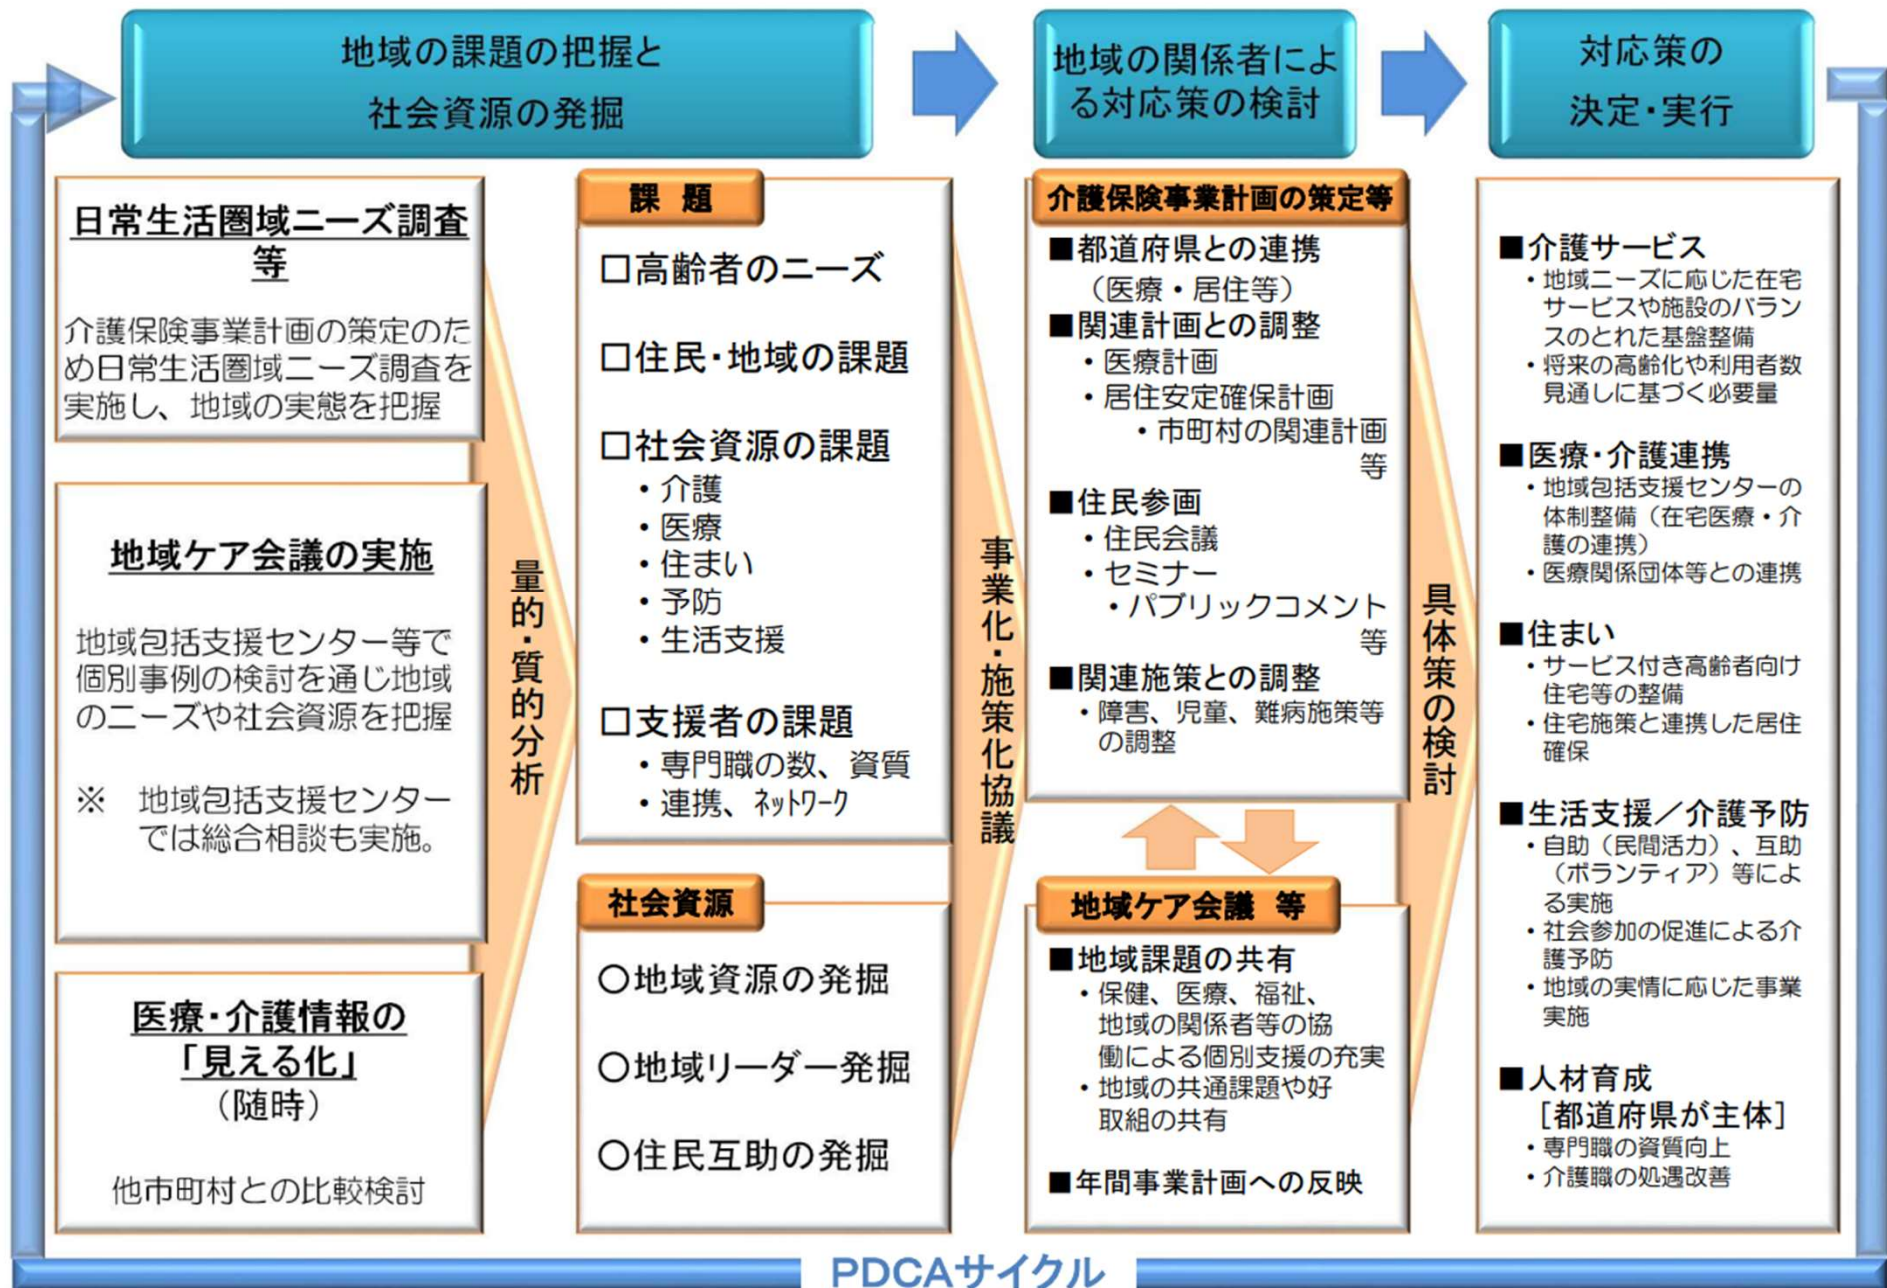 地域の課題の把握と
社会資源の発掘
地域の関係者によ
る対応策の検討
対応策の
決定・実行
日常生活圏域ニーズ調査
等
介護保険事業計画の策定のた
め日常生活圏域ニーズ調査を
実施し、地域の実態を把握
地域ケア会議の実施
地域包括支援センター等で
個別事例の検討を通じ地域
のニーズや社会資源を把握
※ 地域包括支援センター
では総合相談も実施。
医療・介護情報の
「見える化」
(随時)
他市町村との比較検討
量的・質的分析
課 題
□高齢者のニーズ
□住民・地域の課題
□社会資源の課題
・介護
・医療
・住まい
・予防
・生活支援
□支援者の課題
・専門職の数、資質
・連携、ネットワーク
社会資源
○地域資源の発掘
○地域リーダー発掘
○住民互助の発掘
事業化・施策化協議
介護保険事業計画の策定等
■都道府県との連携
(医療・居住等)
■関連計画との調整
・医療計画
・居住安定確保計画
・市町村の関連計画
等
■住民参画
・住民会議
・セミナー
・パブリックコメント
等
■関連施策との調整
・障害、児童、難病施策等
の調整
地域ケア会議 等
■地域課題の共有
・保健、医療、福祉、
地域の関係者等の協
働による個別支援の充実
・地域の共通課題や好
取組の共有
■年間事業計画への反映
具体策の検討
■介護サービス
・地域ニーズに応じた在宅
サービスや施設のバラン
スのとれた基盤整備
・将来の高齢化や利用者数
見通しに基づく必要量
■医療・介護連携
・地域包括支援センターの
体制整備(在宅医療・介
護の連携)
・医療関係団体等との連携
■住まい
・サービス付き高齢者向け
住宅等の整備
・住宅施策と連携した居住
確保
■生活支援／介護予防
・自助(民間活力)、互助
(ボランティア)等によ
る実施
・社会参加の促進による介
護予防
・地域の実情に応じた事業
実施
■人材育成
[都道府県が主体]
・専門職の資質向上
・介護職の処遇改善
PDCAサイクル